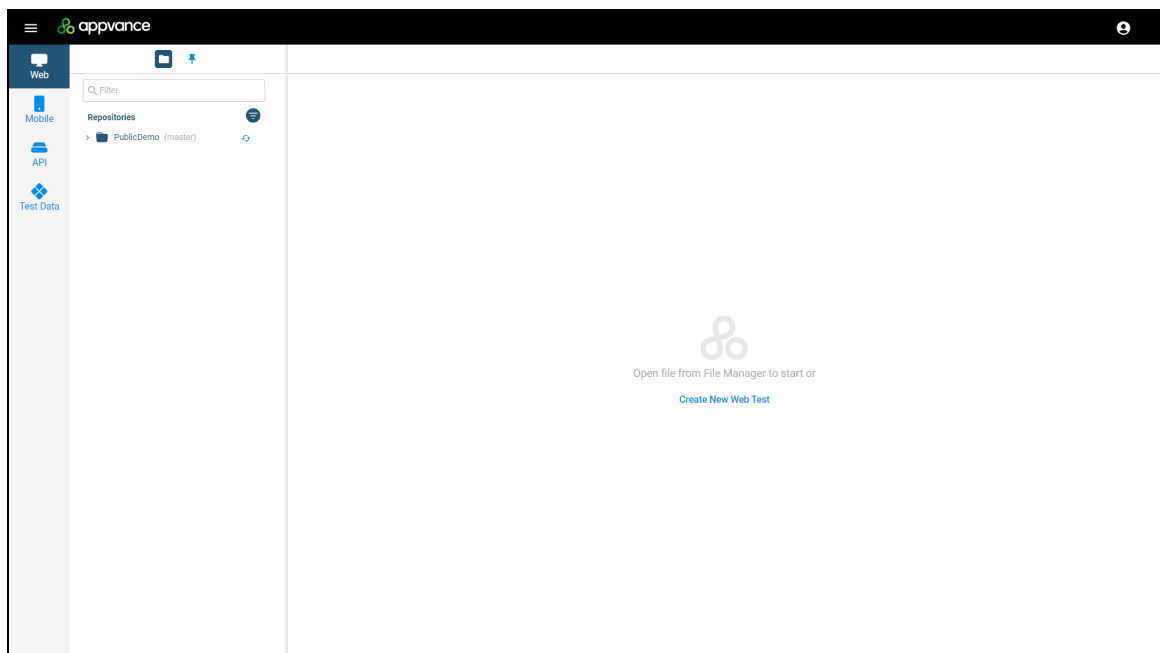 appvance
Web
Mobile
API
Test Data
Filter
Repositories
PublicDemo (master)
Open file from File Manager to start or
Create New Web Test